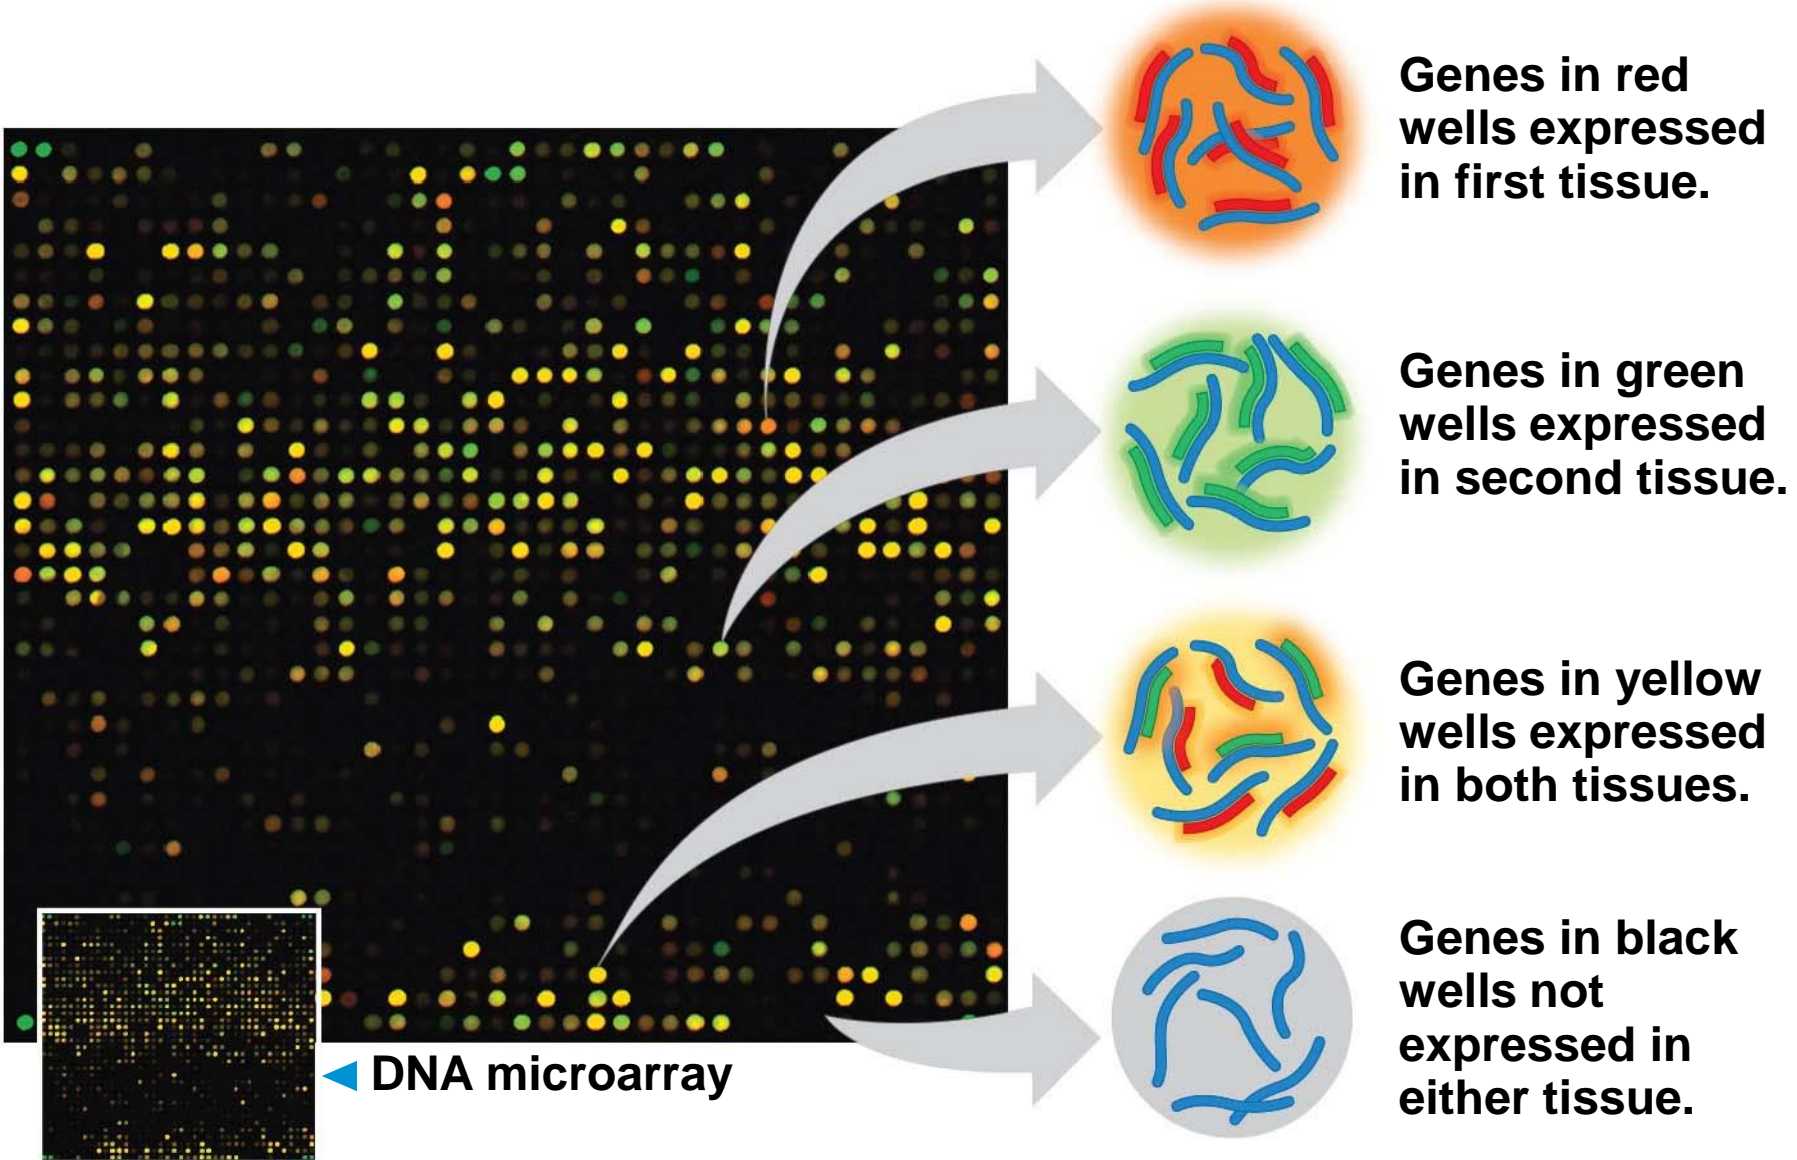 Genes in red
wells expressed
in first tissue.
Genes in green
wells expressed
in second tissue.
Genes in yellow
wells expressed
in both tissues.
Genes in black
wells not
expressed in
either tissue.
DNA microarray